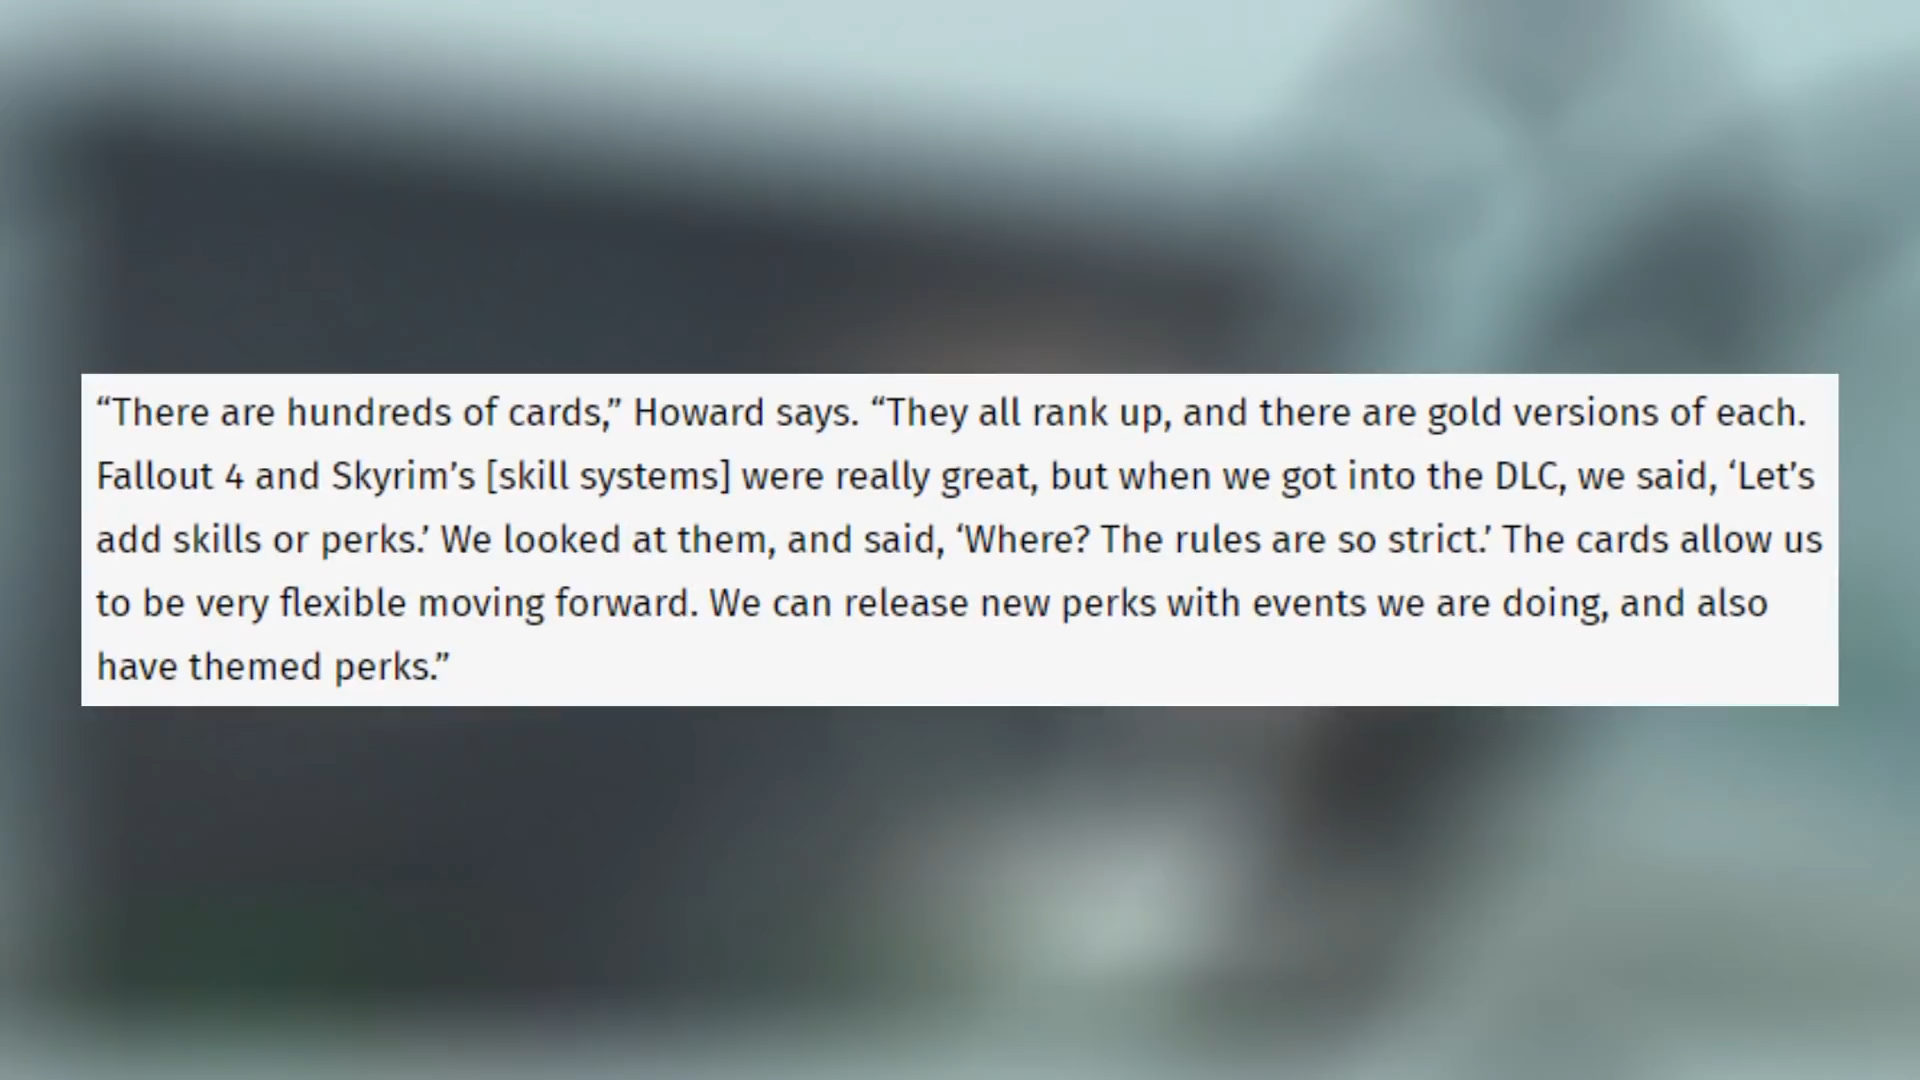 “There are hundreds of cards,” Howard says. “They all rank up, and there are gold versions of each.
Fallout 4 and Skyrim’s [skill systems] were really great, but when we got into the DLC, we said, ‘Let’s
add skills or perks.’ We looked at them, and said, ‘Where? The rules are so strict.’ The cards allow us
to be very flexible moving forward. We can release new perks with events we are doing, and also
have themed perks.”